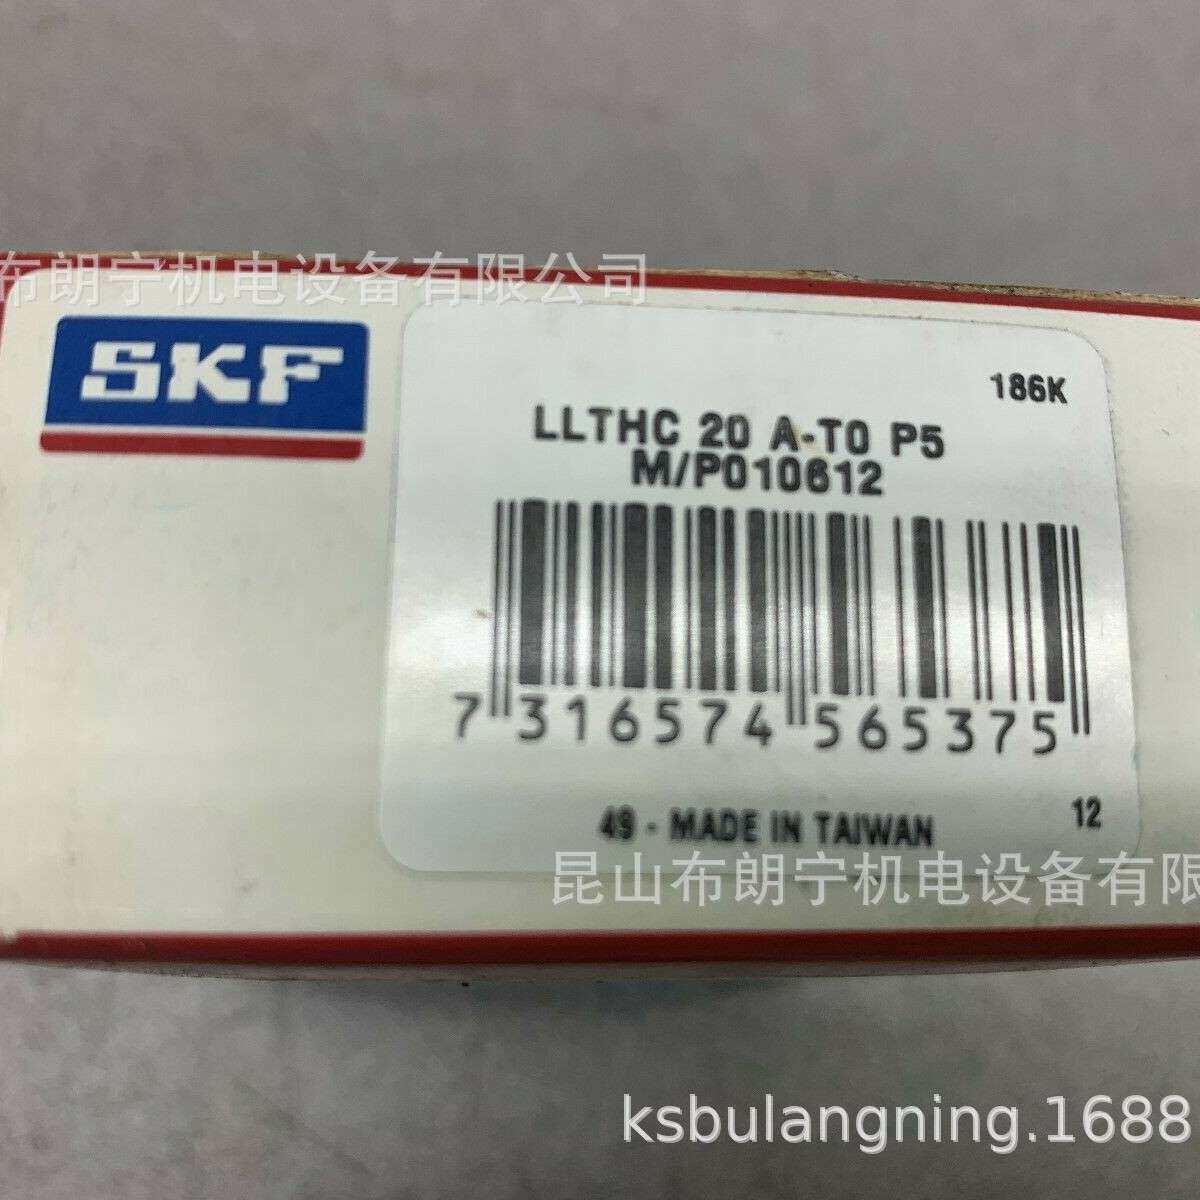 布朗宁机电设备有限公司
SKF
186K
LLTHC 20 A-T0 P5
M/P010612
7 316574 565375
49 - MADE IN TAIWAN
12
昆山布朗宁机电设备有限
ksbulangning.1688